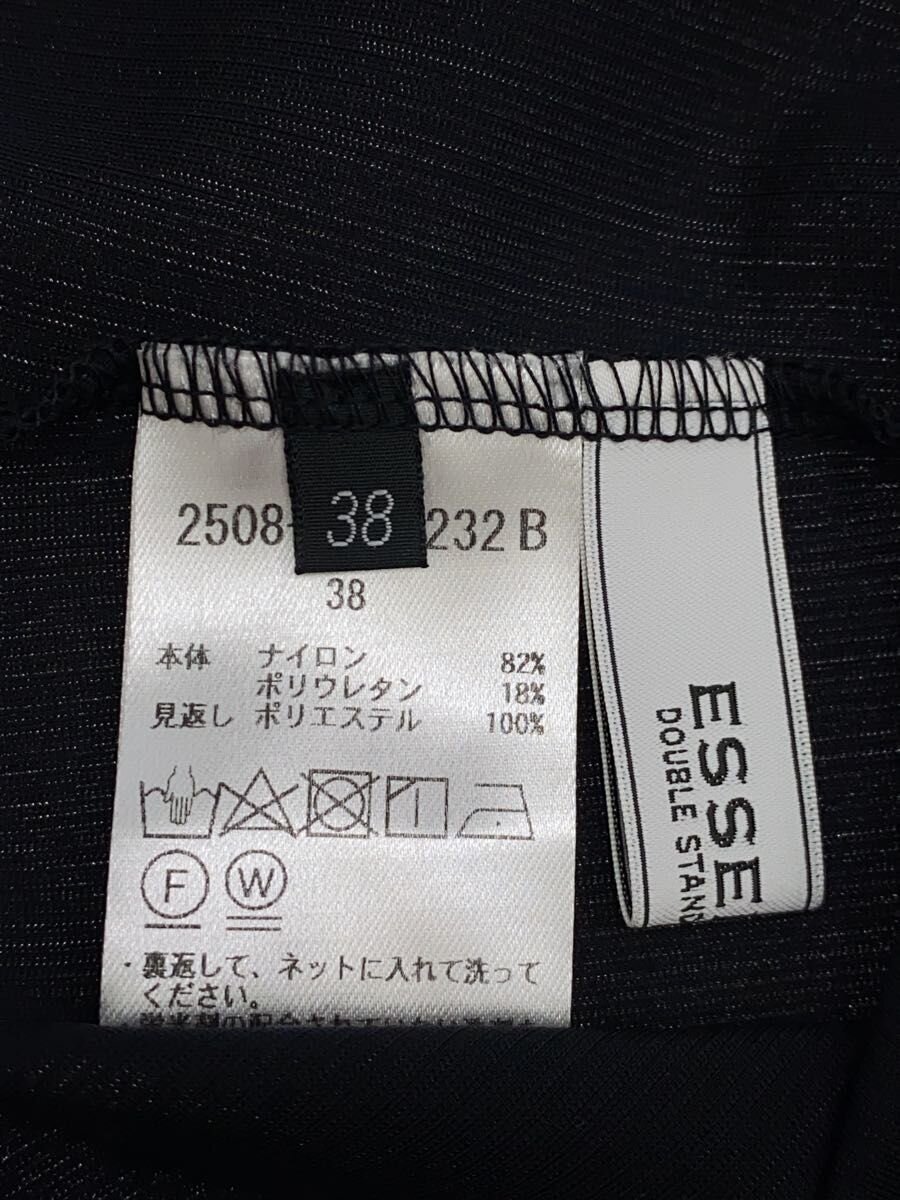 2508-
38
232 B
38
本体 ナイロン 82%
ポリウレタン 18%
見返し ポリエステル 100%
F
W
・裏返して、ネットに入れて洗って
ください。
ESSE
DOUBLE STAND